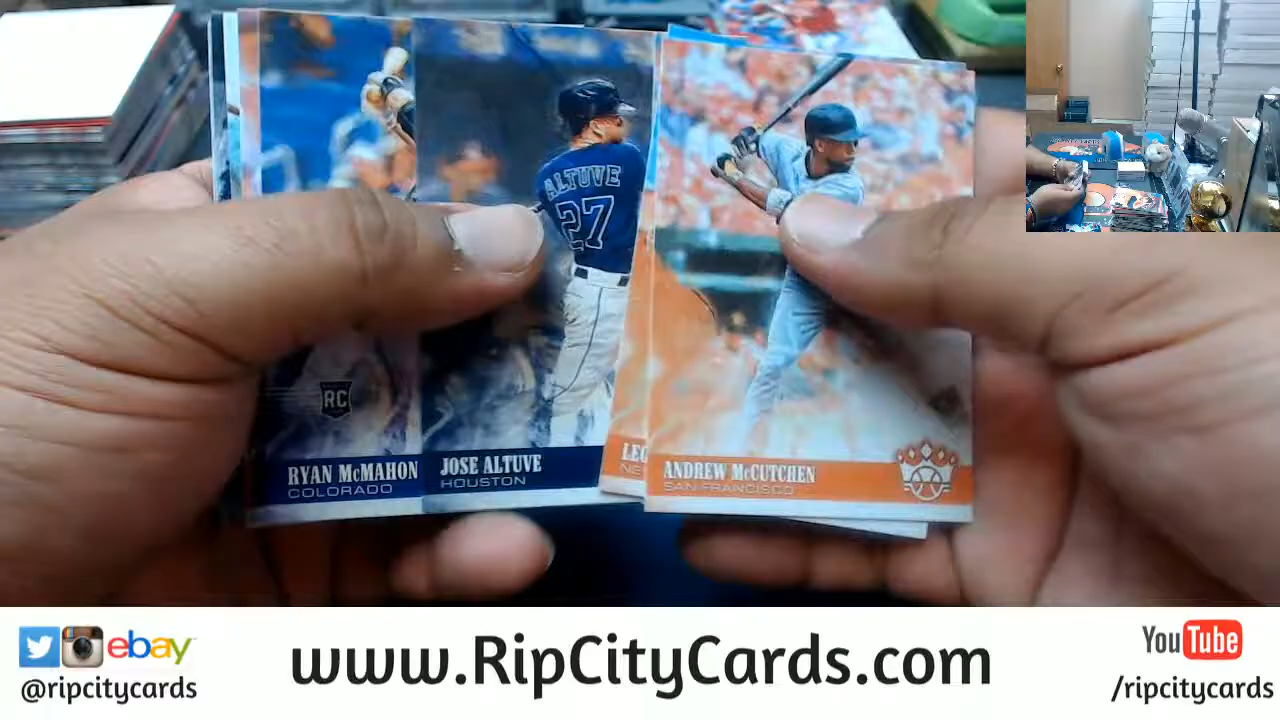 ALTUVE
27
RC
RYAN McMAHON
COLORADO
JOSE ALTUVE
HOUSTON
ANDREW McCUTCHEN
SAN FRANCISCO
ebay
@ripcitycards
www.RipCityCards.com
YouTube
/ripcitycards